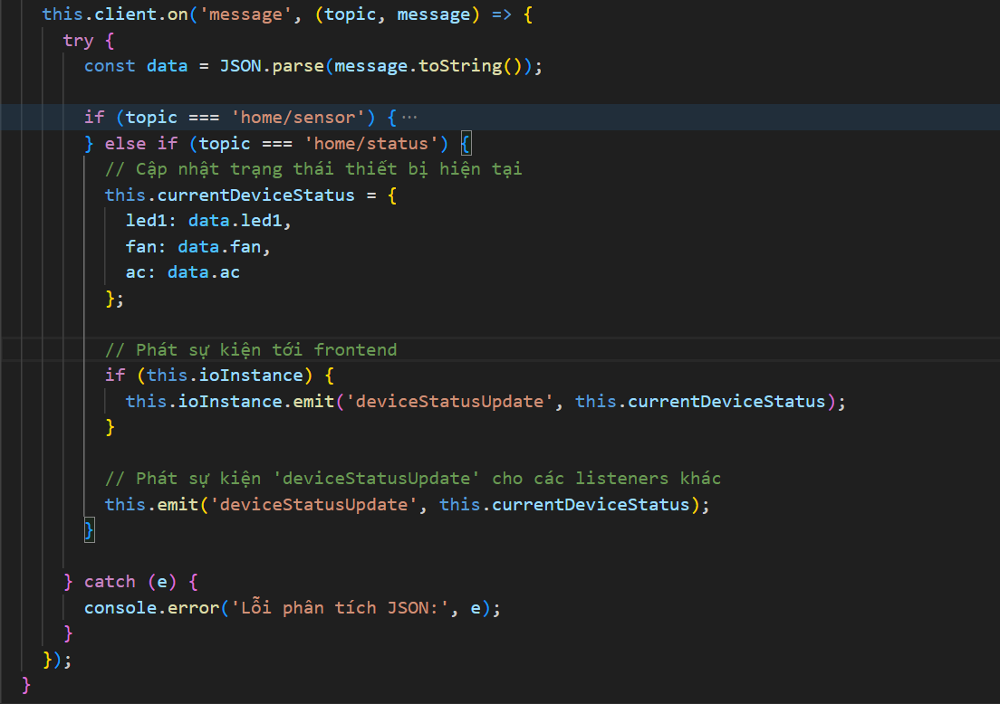 this.client.on('message', (topic, message) => {
try {
const data = JSON.parse(message.toString());
if (topic === 'home/sensor') {···
} else if (topic === 'home/status') {
// Cập nhật trạng thái thiết bị hiện tại
this.currentDeviceStatus = {
led1: data.led1,
fan: data.fan,
ac: data.ac
};
// Phát sự kiện tới frontend
if (this.ioInstance) {
this.ioInstance.emit('deviceStatusUpdate', this.currentDeviceStatus);
}
// Phát sự kiện 'deviceStatusUpdate' cho các listeners khác
this.emit('deviceStatusUpdate', this.currentDeviceStatus);
}
} catch (e) {
console.error('Lỗi phân tích JSON:', e);
}
});
}